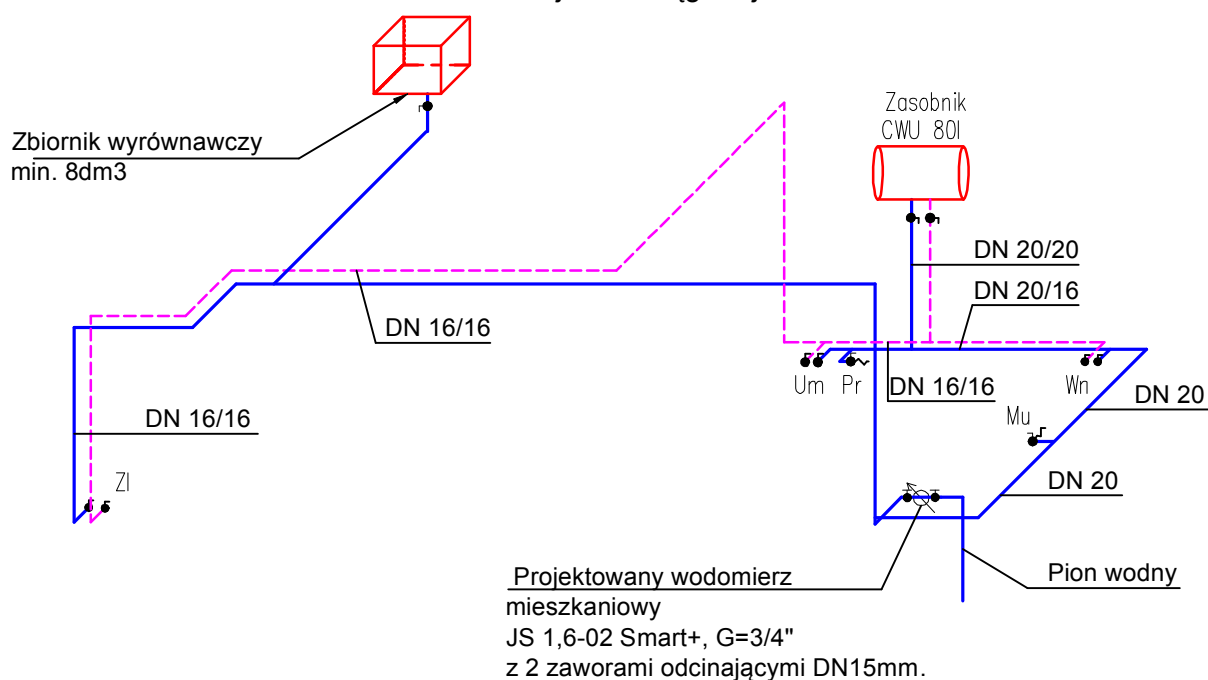 Zbiornik wyrównawczy
min. 8dm3
Zasobnik
CWU 80l
DN 20/20
DN 20/16
DN 16/16
DN 16/16
Um
Pr
DN 16/16
Wn
DN 20
Mu
DN 20
Zl
Projektowany wodomierz
mieszkaniowy
JS 1,6-02 Smart+, G=3/4"
z 2 zaworami odcinającymi DN15mm.
Pion wodny